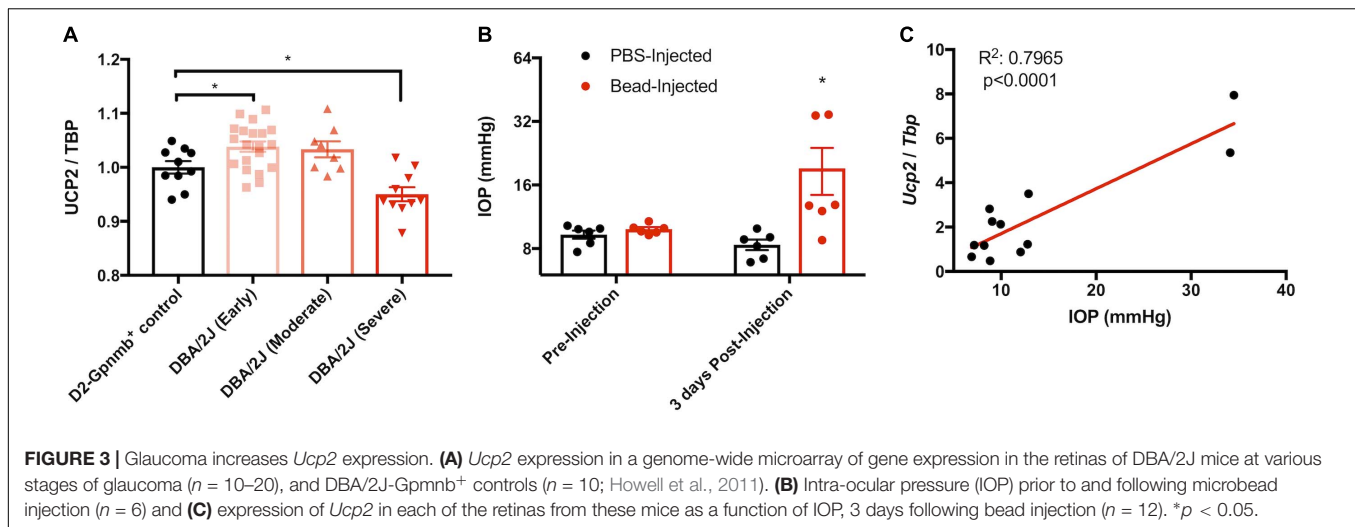 A
UCP2 / TBP
1.2
1.1
1.0
0.9
0.8
*
*
D2-Gpnmb+ control
DBA/2J (Early)
DBA/2J (Moderate)
DBA/2J (Severe)
B
IOP (mmHg)
64
32
16
8
PBS-Injected
Bead-Injected
*
Pre-Injection
3 days Post-Injection
C
R²: 0.7965
p<0.0001
Ucp2 / Tbp
10
8
6
4
2
0
10 20 30 40
IOP (mmHg)
FIGURE 3 | Glaucoma increases Ucp2 expression. (A) Ucp2 expression in a genome-wide microarray of gene expression in the retinas of DBA/2J mice at various
stages of glaucoma (n = 10–20), and DBA/2J-Gpmnb+ controls (n = 10; Howell et al., 2011). (B) Intra-ocular pressure (IOP) prior to and following microbead
injection (n = 6) and (C) expression of Ucp2 in each of the retinas from these mice as a function of IOP, 3 days following bead injection (n = 12). *p < 0.05.